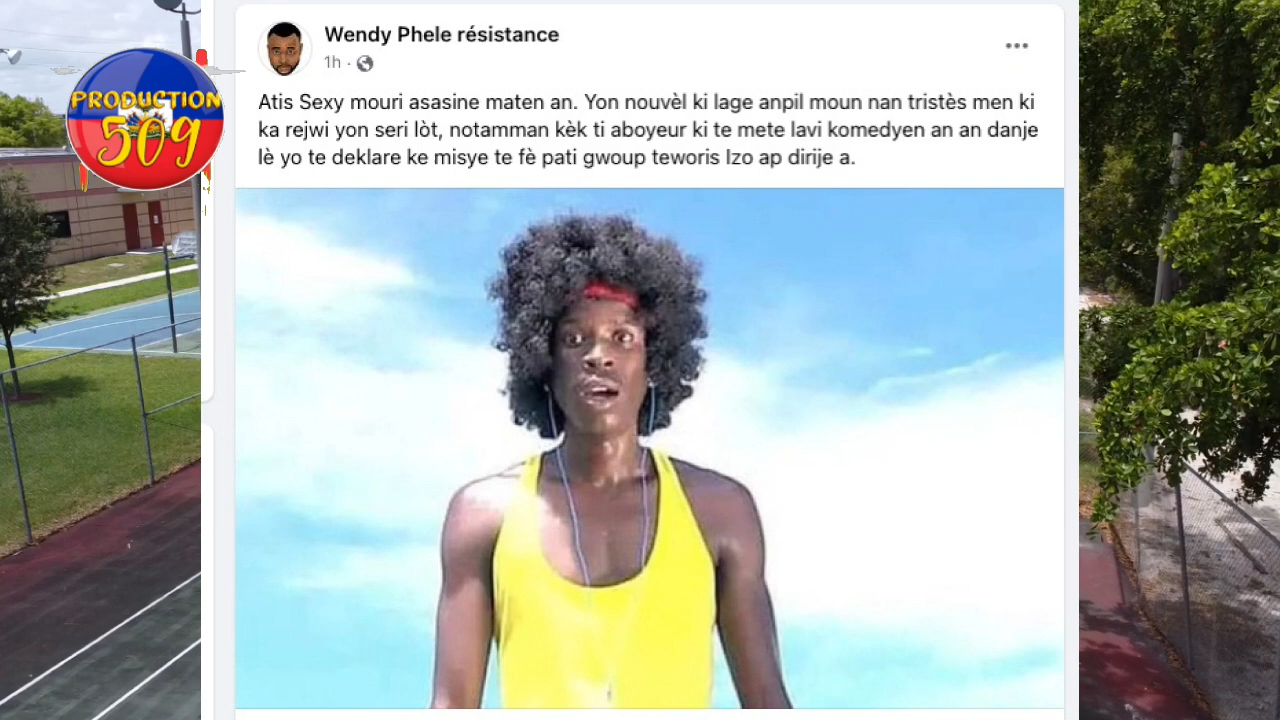 PRODUCTION
509
Wendy Phele résistance
1h ·
Atis Sexy mouri asasine maten an. Yon nouvèl ki lage anpil moun nan tristès men ki
ka rejwi yon seri lòt, notamman kèk ti aboyeur ki te mete lavi komedyen an an danje
lè yo te deklare ke misye te fè pati gwoup teworis Izo ap dirije a.